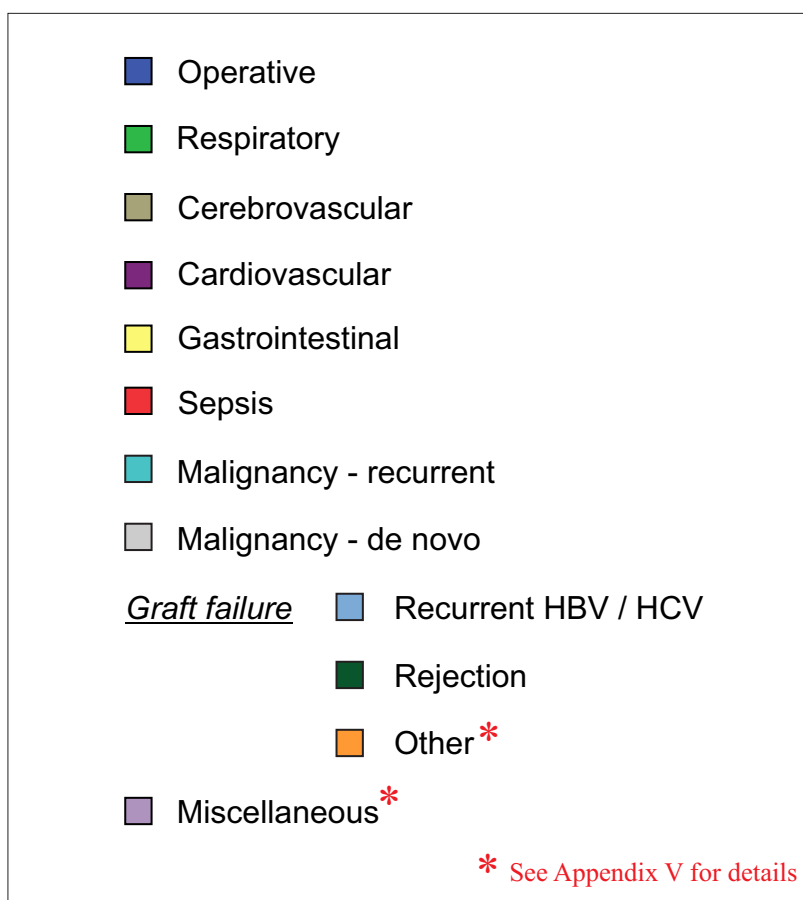 Operative
Respiratory
Cerebrovascular
Cardiovascular
Gastrointestinal
Sepsis
Malignancy - recurrent
Malignancy - de novo
Graft failure Recurrent HBV / HCV
Rejection
Other*
Miscellaneous*
* See Appendix V for details